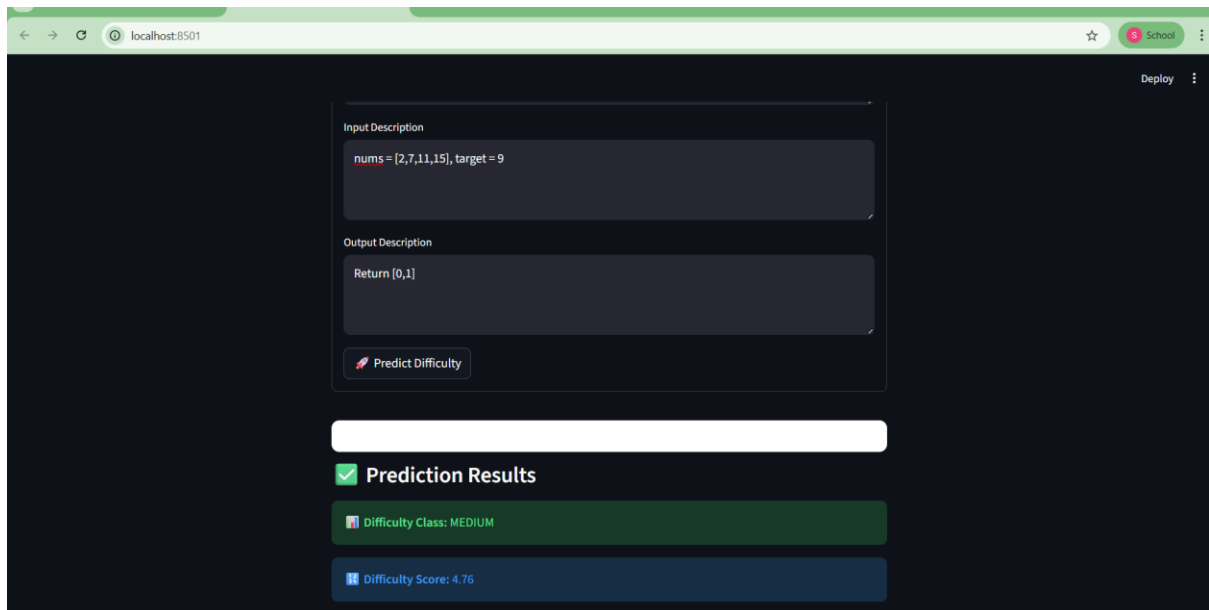 localhost:8501
S School
Deploy
Input Description
nums = [2,7,11,15], target = 9
Output Description
Return [0,1]
🚀 Predict Difficulty
✅ Prediction Results
📊 Difficulty Class: MEDIUM
🔢 Difficulty Score: 4.76